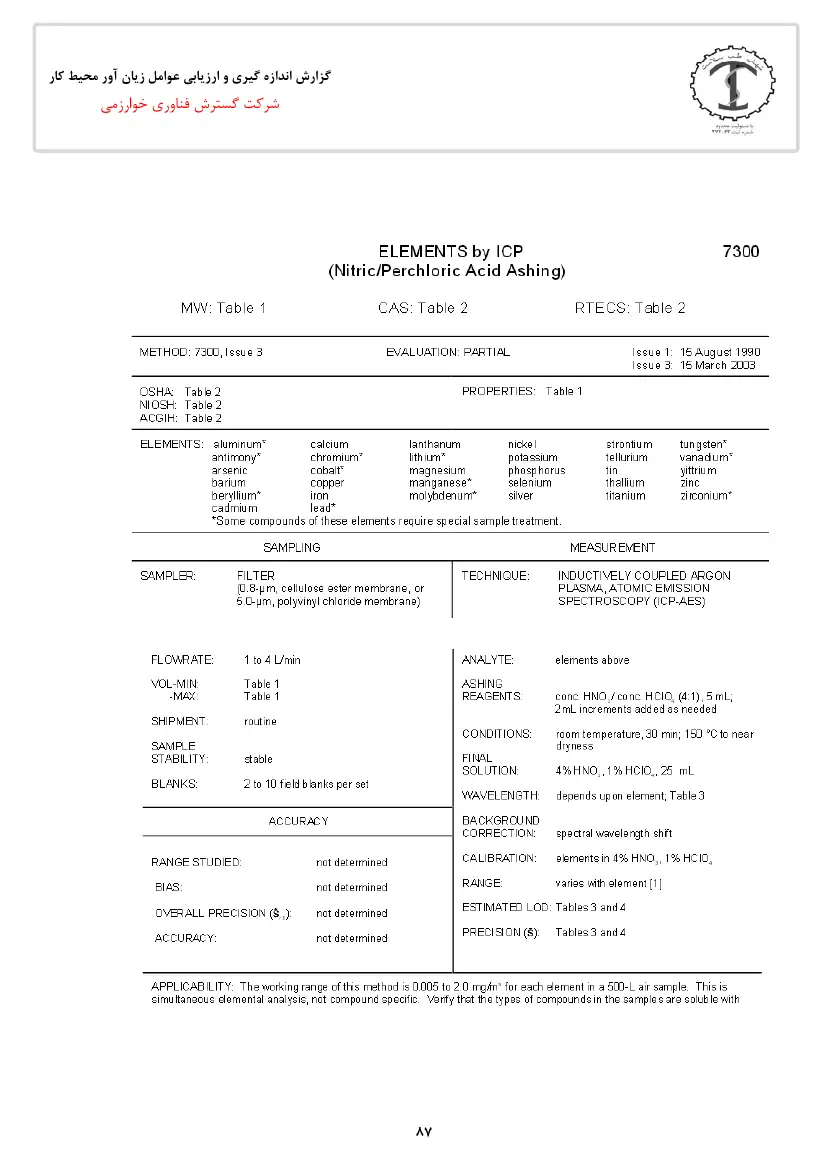 گزارش اندازه گیری و ارزیابی عوامل زیان آور محیط کار
شرکت گسترش فناوری خوارزمی
با مسئولیت محدود
ELEMENTS by ICP 7300
(Nitric/Perchloric Acid Ashing)
MW: Table 1 CAS: Table 2 RTECS: Table 2
METHOD: 7300, Issue 3 EVALUATION: PARTIAL Issue 1: 15 August 1990
Issue 3: 15 March 2003
OSHA: Table 2 PROPERTIES: Table 1
NIOSH: Table 2
ACGIH: Table 2
ELEMENTS: aluminum* calcium lanthanum nickel strontium tungsten*
antimony* chromium* lithium* potassium tellurium vanadium*
arsenic cobalt* magnesium phosphorus tin yittrium
barium copper manganese* selenium thallium zinc
beryllium* iron molybdenum* silver titanium zirconium*
cadmium lead*
*Some compounds of these elements require special sample treatment.
SAMPLING
SAMPLER: FILTER
(0.8-µm, cellulose ester membrane, or
5.0-µm, polyvinyl chloride membrane)
FLOWRATE: 1 to 4 L/min
VOL-MIN: Table 1
-MAX: Table 1
SHIPMENT: routine
SAMPLE
STABILITY: stable
BLANKS: 2 to 10 field blanks per set
ACCURACY
RANGE STUDIED: not determined
BIAS: not determined
OVERALL PRECISION (ŜrT): not determined
ACCURACY: not determined
MEASUREMENT
TECHNIQUE: INDUCTIVELY COUPLED ARGON
PLASMA, ATOMIC EMISSION
SPECTROSCOPY (ICP-AES)
ANALYTE: elements above
ASHING
REAGENTS: conc. HNO₃/ conc. HClO₄ (4:1), 5 mL;
2mL increments added as needed
CONDITIONS: room temperature, 30 min; 150 °C to near
dryness
FINAL
SOLUTION: 4% HNO₃, 1% HClO₄, 25 mL
WAVELENGTH: depends upon element; Table 3
BACKGROUND
CORRECTION: spectral wavelength shift
CALIBRATION: elements in 4% HNO₃, 1% HClO₄
RANGE: varies with element [1]
ESTIMATED LOD: Tables 3 and 4
PRECISION (S̄): Tables 3 and 4
APPLICABILITY: The working range of this method is 0.005 to 2.0 mg/m³ for each element in a 500-L air sample. This is
simultaneous elemental analysis, not compound specific. Verify that the types of compounds in the samples are soluble with
۸۷